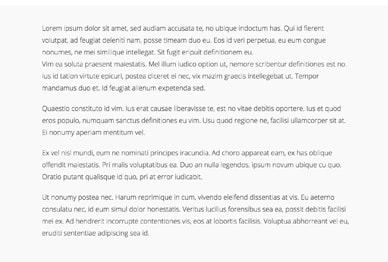 Lorem ipsum dolor sit amet, sed audiam accusata te, no ubique indoctum has. Qui id fierent
voluptat, ad feugiat deleniti nam, posse timeam duo eu. Eos id veri perpetua, eu eum congue
nonumes, ne mei similique intellegat. Sit fugit eripuit definitionem eu.
Vim ea soluta praesent maiestatis. Mel illum iudico option ut, nemore scribentur definitiones est no.
Ius id tation virtute epicuri, postea diceret ei nec, vix mazim graecis intellegebat ut. Tempor
mandamus duo et. Id feugiat alienum expetenda sed.
Quaestio constituto id vim. Ius erat causae liberavisse te, est no vitae debitis oportere. Ius et quod
eros populo, numquam sanctus definitiones eu vim. Usu quod regione ne, facilisi ullamcorper sit at.
Ei nonumy aperiam mentitum vel.
Ex vel nisl mundi, eum ne nominati principes iracundia. Ad choro appareat eam, ex has oblique
offendit maiestatis. Pri malis voluptatibus ea. Duo an nulla legendos, ipsum novum ubique cu quo.
Oratio putant qualisque id quo, pri at error iudicabit.
Ut nonumy postea nec. Harum reprimique in cum, vivendo eleifend dissentias at vis. Eu aeterno
consulatu nec, id eum simul dolor honestatis. Veritus lucilius forensibus sea ea, possit debitis facilisi
mei ex. Ad hendrerit incorrupte contentiones vis, eos at lobortis facilisis. Voluptua abhorreant vel eu,
eruditi sententiae adipiscing sea id.